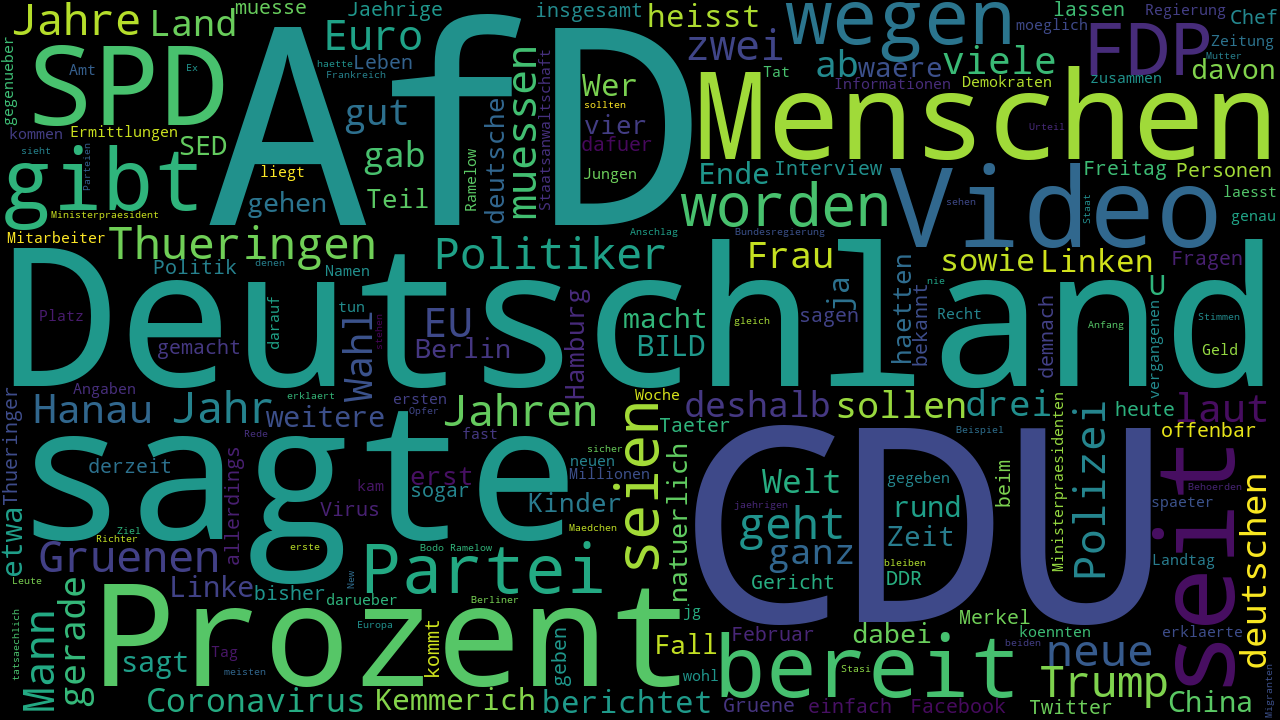 Jahre Land muesse Jaehrige insgesamt heisst wegen lassen Regierung Chef
gegenueber SPD AfD Euro zwei moeglich FDP Zeitung
Amt Ex haette Leben Frankreich ab waere viele Mutter davon
Menschen Tat Informationen Demokraten zusammen
gut muessen staatsanwaltschaft Wer sollten vier dafuer
kommen Ermittlungen SED deutsche Urteil
sieht Parteien gibt liegt gab Ramelow Jungen Ende Interview Freitag Personen
gehen Teil worden Video sehen Staat laesst genau
Ministerpraesident
Mitarbeiter Thueringen Anschlag Bundesregierung
Politik denen Namen Politiker Frau ja sowie Linken Fragen
Deutschland darauf tun haetten bekannt nie U
Platz gemacht Wahl stehen EU Berlin Hamburg macht BILD gleich sagen Recht demnach Anfang vergangenen Stimmen Geld
Angaben erklaert ersten Woche
Thueringer Hanau Jahr weitere Opfer Jahren Taeter deshalb sollen drei heute laut
sagte Rede fast sicher CDU Beispiel Polizei offenbar
derzeit allerdings erst neuen seien Welt gegeben beim Ministerpraesidenten seit Behoerden deutschen
etwa kam sogar Millionen natuerlich jaehrigen rund spaeter
Ziel Virus Kinder Maedchen geht Zeit
Richter Gruenen erste Bodo Ramelow ganz bleiben Landtag
Leute gerade Linke New Partei Gericht DDR
Prozent bisher darueber Berliner jg Merkel
tatsaechlich Mann Europa Februar dabei koennten erklaerte
sagt Tag kommt geben Fall bereit beiden neue
meisten wohl Stasi Trump China Migranten
Coronavirus Kemmerich berichtet Gruene einfach Facebook Twitter